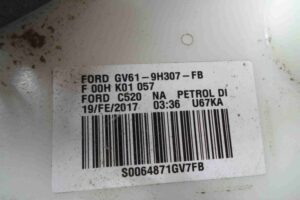 FORD GV61-9H307-FB
F 00H K01 057
FORD C520 NA PETROL DI
19/FE/2017 03:36 U67KA
S0064871GV7FB